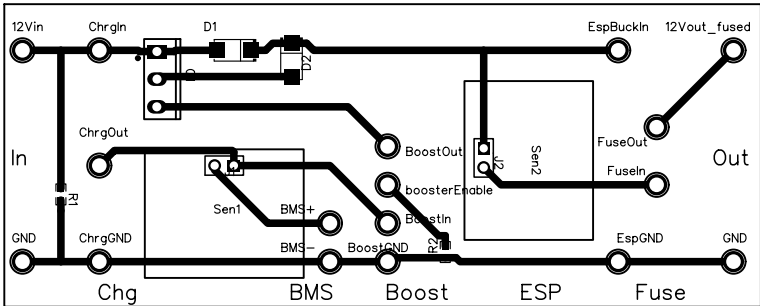 12Vin
ChrgIn
D1
EspBuckIn
12Vout_fused
D2
ChrgOut
BoostOut
J2
Sen2
FuseOut
In
boosterEnable
FuseIn
Out
R1
Sen1
BMS+
BoostIn
R2
GND
ChrgGND
BMS-
BoostGND
EspGND
GND
Chg
BMS
Boost
ESP
Fuse